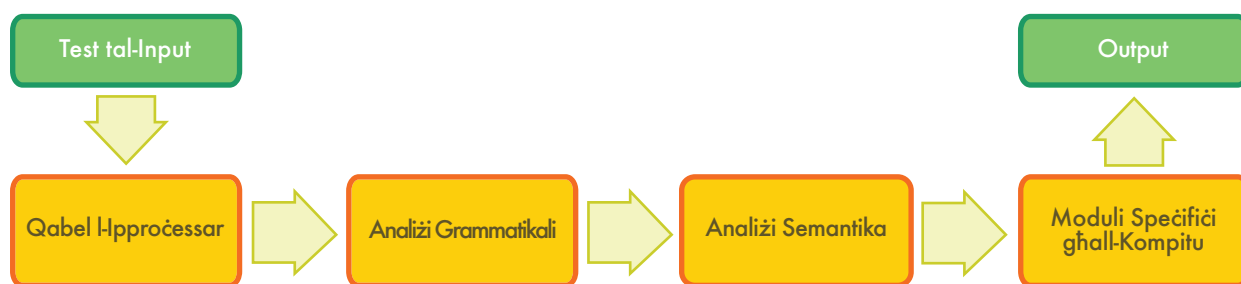 Test tal-Input
Output
Qabel l-Ipproċessar
Analiżi Grammatikali
Analiżi Semantika
Moduli Speċifiċi
għall-Kompitu